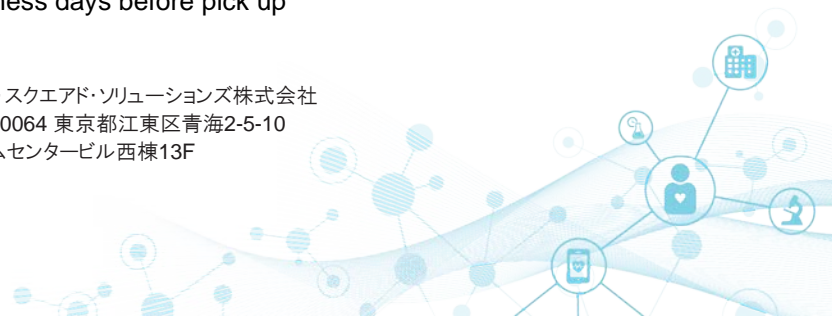 less days before pick up
スクエアド・ソリューションズ株式会社
0064 東京都江東区青海2-5-10
ムセンタービル西棟13F